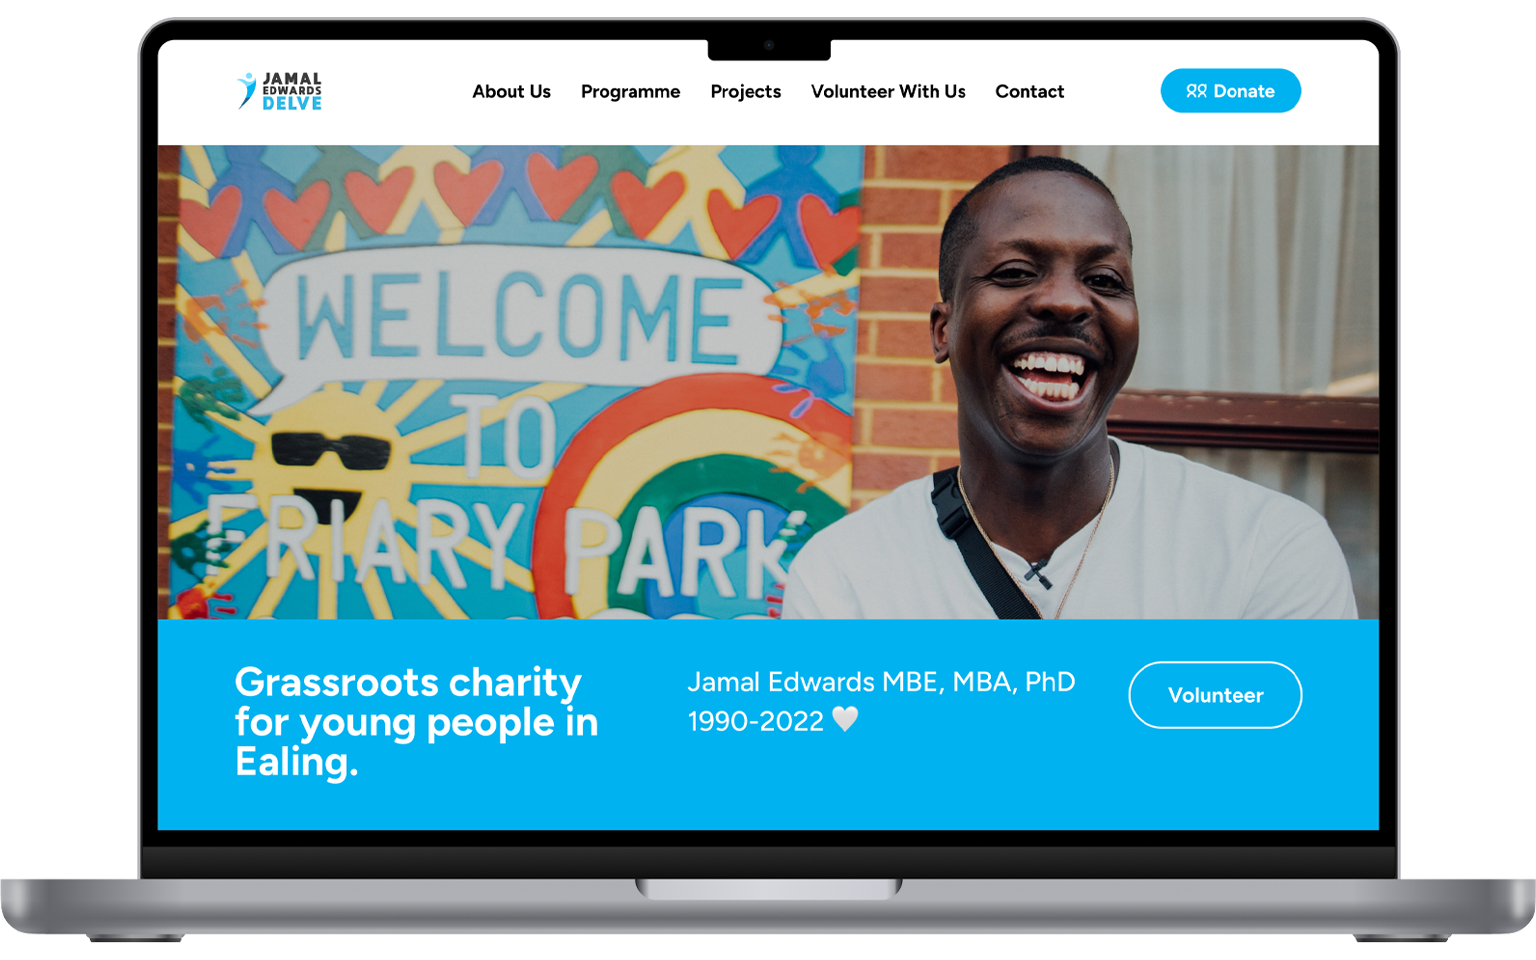 JAMAL
EDWARDS
DELVE
About Us
Programme
Projects
Volunteer With Us
Contact
Donate
WELCOME
TO
FRIARY PARK
Grassroots charity
for young people in
Ealing.
Jamal Edwards MBE, MBA, PhD
1990-2022 🤍
Volunteer